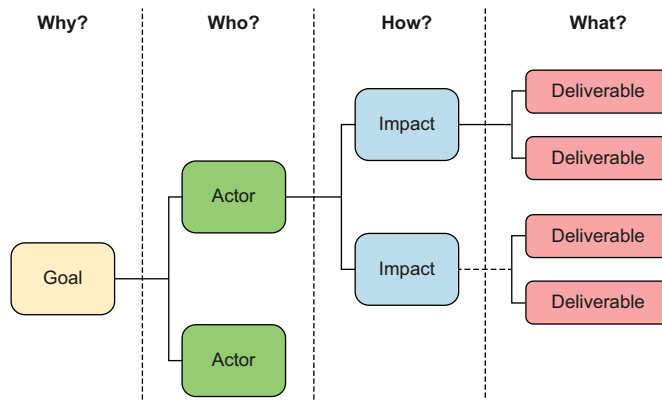 Why?
Who?
How?
What?
Goal
Actor
Actor
Impact
Impact
Deliverable
Deliverable
Deliverable
Deliverable